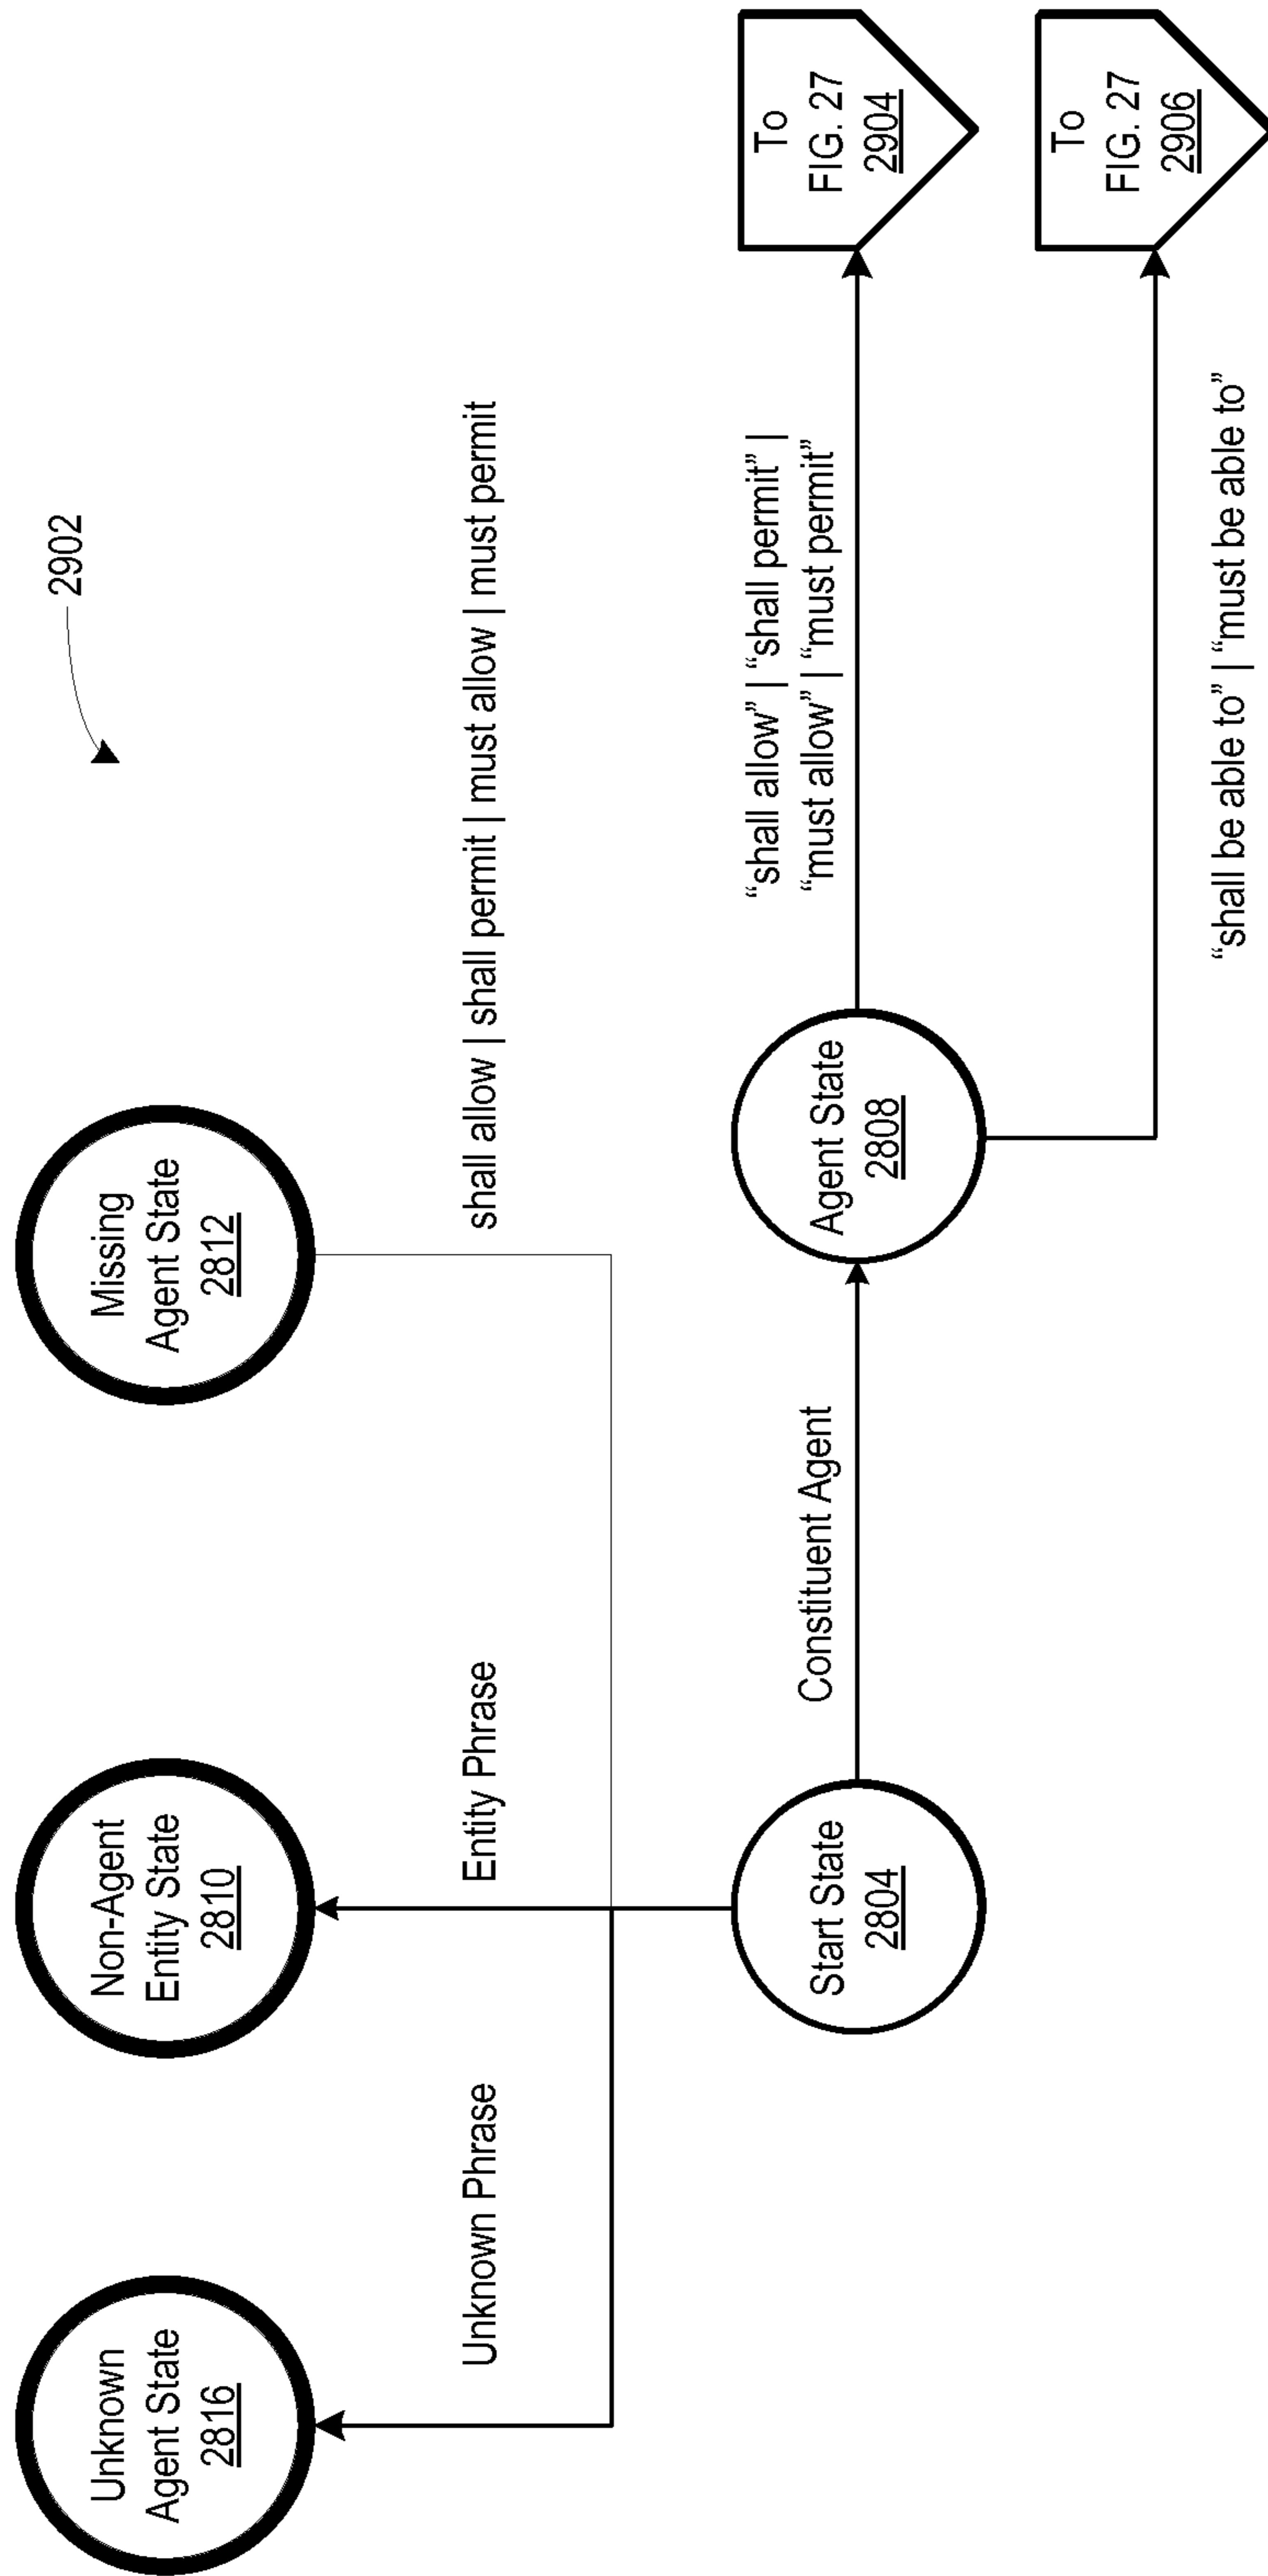 2902
Unknown
Agent State
2816
Non-Agent
Entity State
2810
Missing
Agent State
2812
Unknown Phrase
Entity Phrase
shall allow | shall permit | must allow | must permit
Start State
2804
Constituent Agent
Agent State
2808
“shall allow” | “shall permit” |
“must allow” | “must permit”
To
FIG. 27
2904
“shall be able to” | “must be able to”
To
FIG. 27
2906